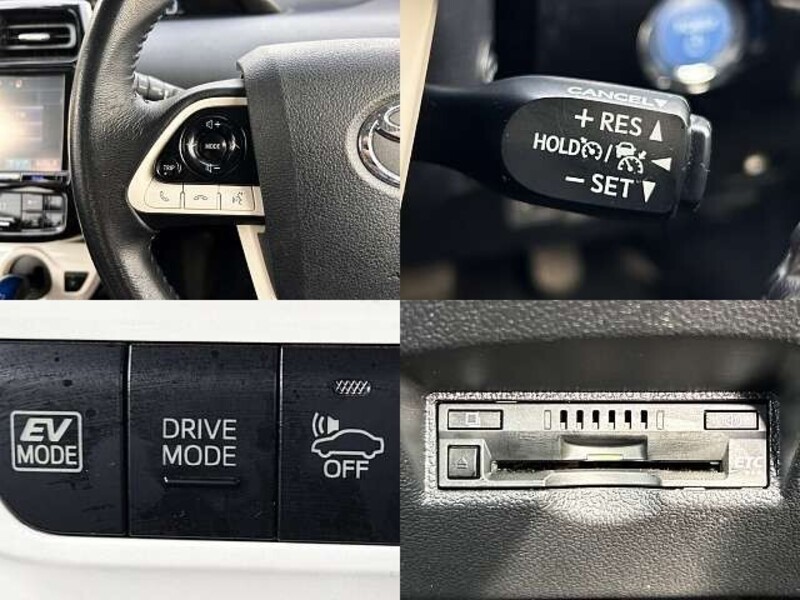 MODE
TRIP
CANCEL▼
+ RES ▲
HOLD / ◄
− SET ▼
EV
MODE
DRIVE
MODE
OFF
ETC